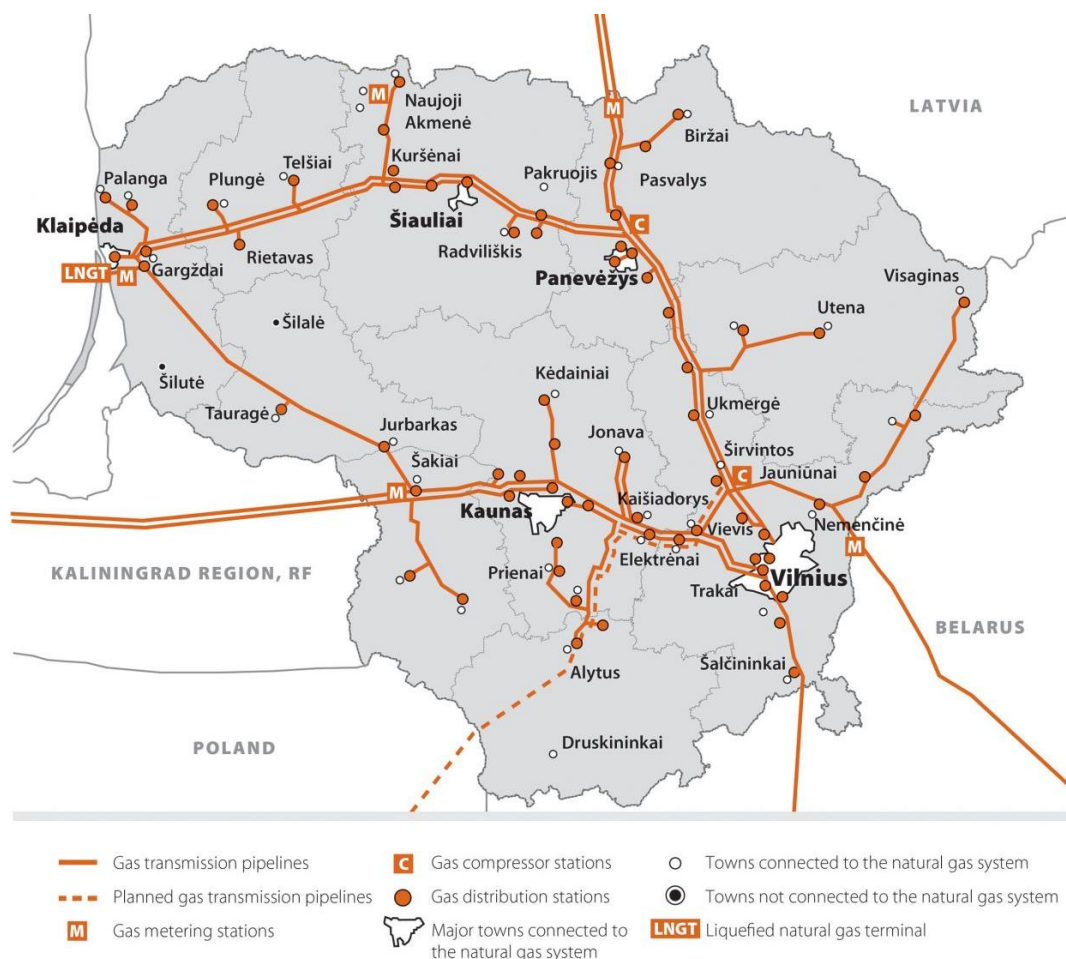 LATVIA
M
Naujoji
Akmenė
M
Biržai
Kuršėnai
Telšiai
Palanga
Plungė
Pakruojis
Pasvalys
Klaipėda
Šiauliai
C
Rietavas
Radviliškis
LNGT
M
Gargždai
Panevėžys
Visaginas
Utena
Šilalė
Šilutė
Kėdainiai
Tauragė
Ukmergė
Jurbarkas
Jonava
Širvintos
Šakiai
C
Jauniūnai
M
Kaunas
Kaišiadorys
Vievis
Nemenčinė
M
Elektrėnai
KALININGRAD REGION, RF
Prienai
Vilnius
Trakai
BELARUS
Alytus
Šalčininkai
POLAND
Druskininkai
Gas transmission pipelines
Planned gas transmission pipelines
M Gas metering stations
C Gas compressor stations
Gas distribution stations
Major towns connected to
the natural gas system
Towns connected to the natural gas system
Towns not connected to the natural gas system
LNGT Liquefied natural gas terminal